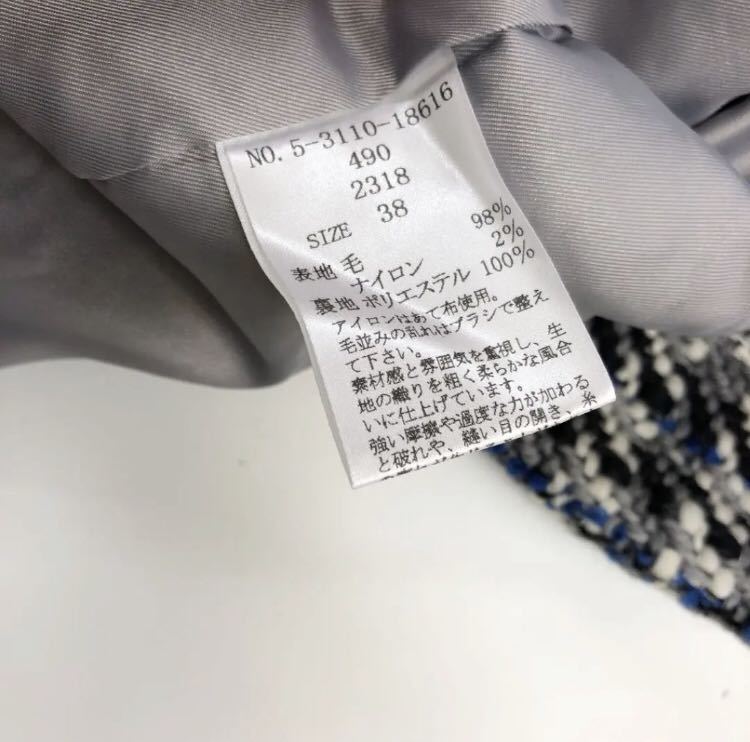 NO. 5-3110-18616
490
2318
SIZE 38
表地 毛 98%
ナイロン 2%
裏地 ポリエステル 100%
アイロンはあて布使用。
毛並みの乱れはブラシで整え
て下さい。
素材感と雰囲気を重視し、生
地の織りを粗く柔らかな風合
いに仕上げています。
強い摩擦や過度な力が加わる
と破れや、縫い目の開き、糸